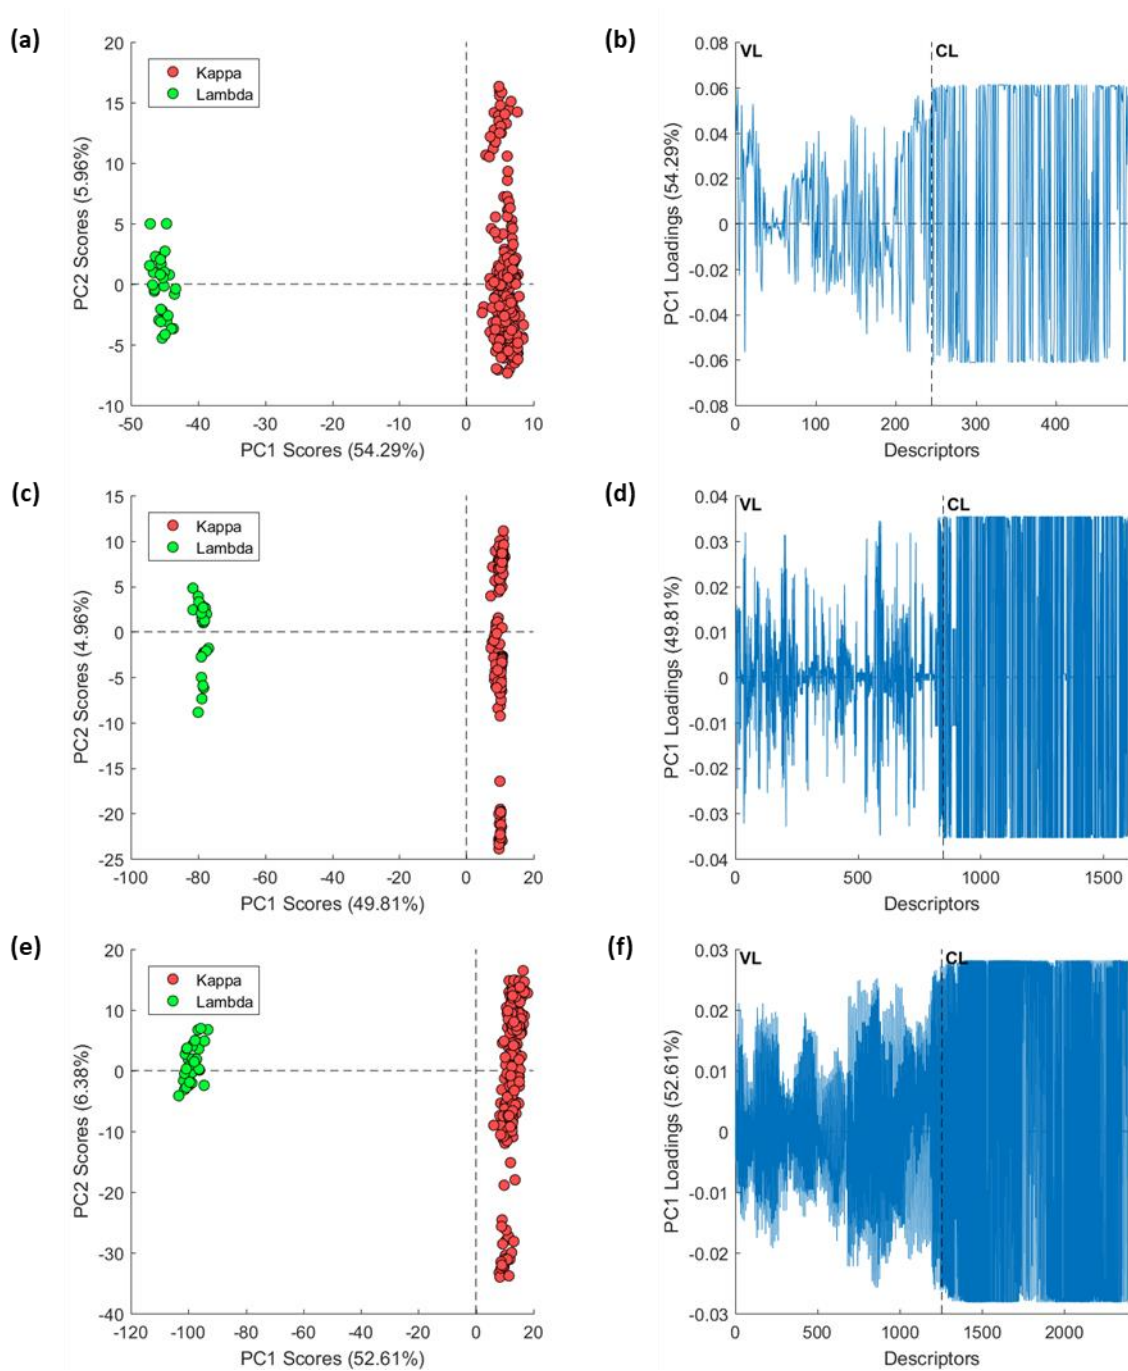 (a)
20
15
10
5
0
-5
-10
PC2 Scores (5.96%)
Kappa
Lambda
-50 -40 -30 -20 -10 0 10
PC1 Scores (54.29%)
(b)
0.08
0.06
0.04
0.02
0
-0.02
-0.04
-0.06
-0.08
PC1 Loadings (54.29%)
VL CL
0 100 200 300 400
Descriptors
(c)
15
10
5
0
-5
-10
-15
-20
-25
PC2 Scores (4.96%)
Kappa
Lambda
-100 -80 -60 -40 -20 0 20
PC1 Scores (49.81%)
(d)
0.04
0.03
0.02
0.01
0
-0.01
-0.02
-0.03
-0.04
PC1 Loadings (49.81%)
VL CL
0 500 1000 1500
Descriptors
(e)
20
10
0
-10
-20
-30
-40
PC2 Scores (6.38%)
Kappa
Lambda
-120 -100 -80 -60 -40 -20 0 20
PC1 Scores (52.61%)
(f)
0.03
0.02
0.01
0
-0.01
-0.02
-0.03
PC1 Loadings (52.61%)
VL CL
0 500 1000 1500 2000
Descriptors